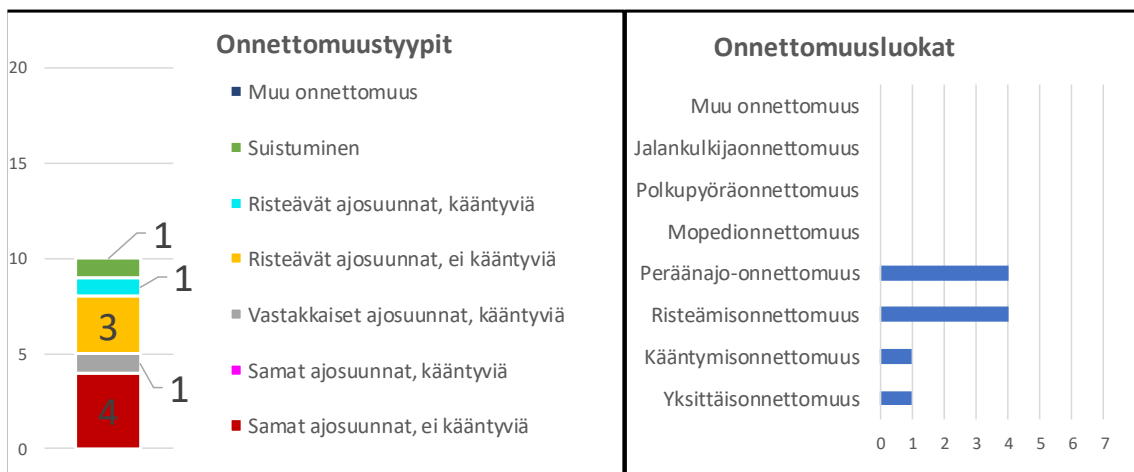 Onnettomuustyypit
20
15
10
5
0
1
1
3
1
4
Muu onnettomuus
Suistuminen
Risteävät ajosuunnat, kääntyviä
Risteävät ajosuunnat, ei kääntyviä
Vastakkaiset ajosuunnat, kääntyviä
Samat ajosuunnat, kääntyviä
Samat ajosuunnat, ei kääntyviä
Onnettomuusluokat
Muu onnettomuus
Jalankulkijaonnettomuus
Polkupyöräonnettomuus
Mopedionnettomuus
Peräänajo-onnettomuus
Risteämisonnettomuus
Kääntymisonnettomuus
Yksittäisonnettomuus
0 1 2 3 4 5 6 7